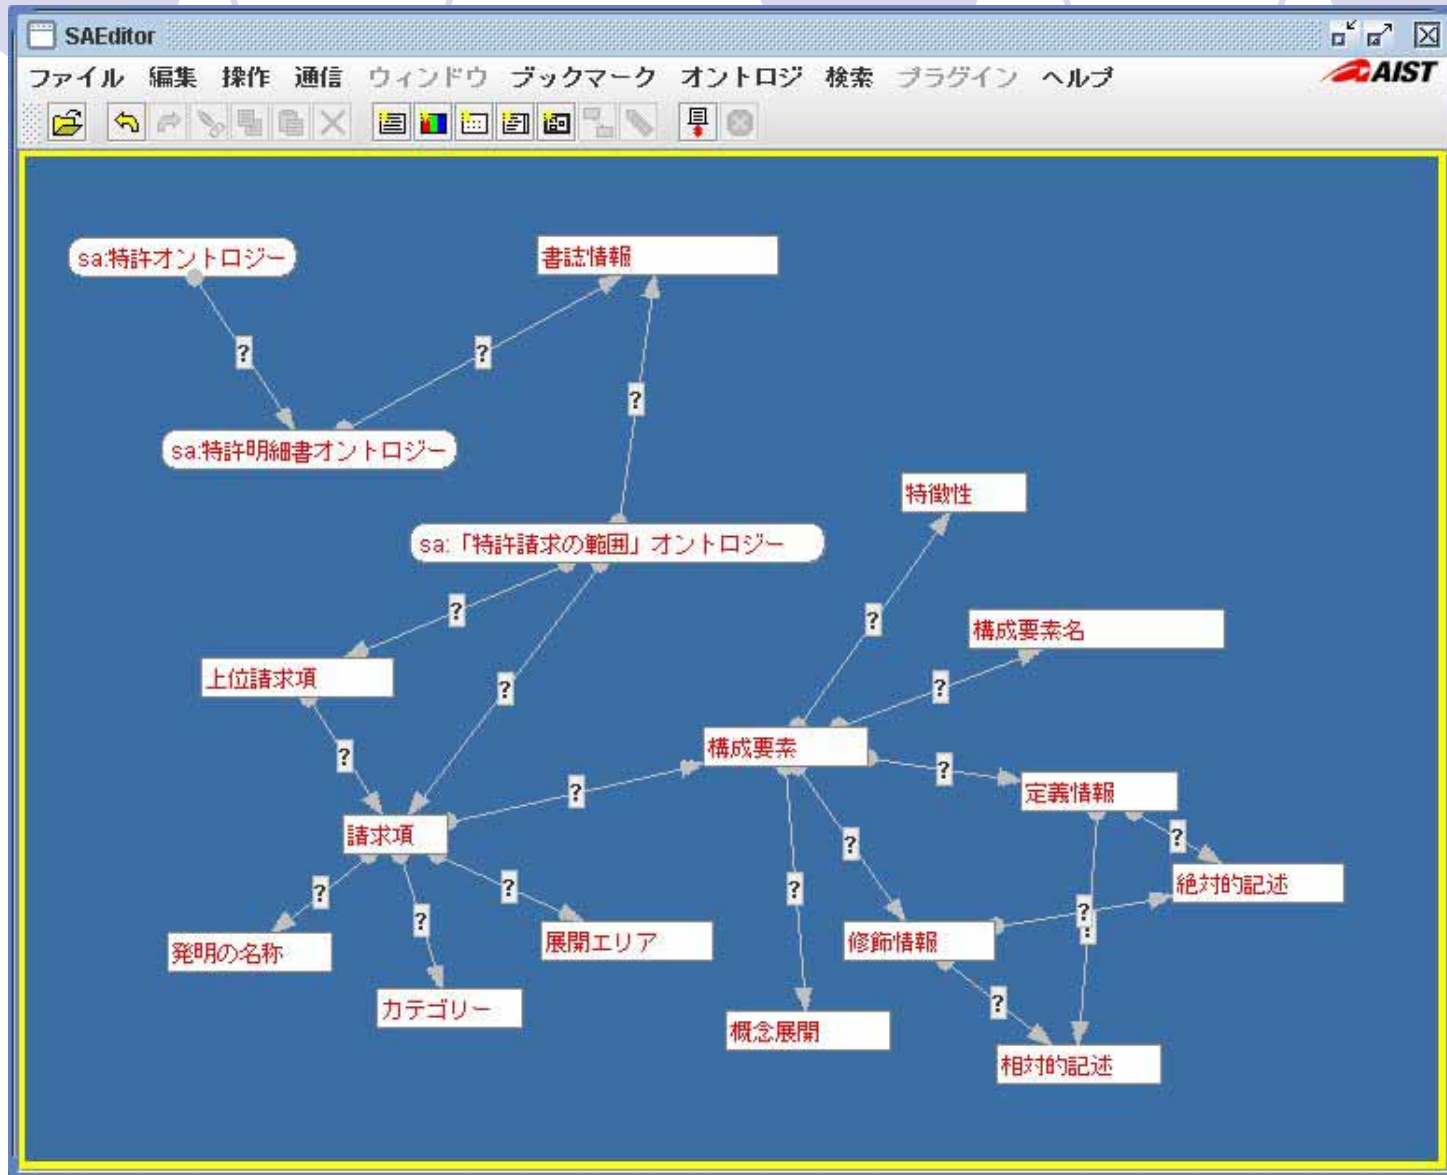 SAEditor
ファイル 編集 操作 通信 ウィンドウ ブックマーク オントロジ 検索 プラグイン ヘルプ
AIST
sa:特許オントロジー
書誌情報
?
?
?
sa:特許明細書オントロジー
特徴性
sa:「特許請求の範囲」オントロジー
?
?
構成要素名
上位請求項
?
?
?
構成要素
?
?
定義情報
?
請求項
?
?
絶対的記述
?
?
?
?
?
?
発明の名称
展開エリア
修飾情報
カテゴリー
?
概念展開
相対的記述